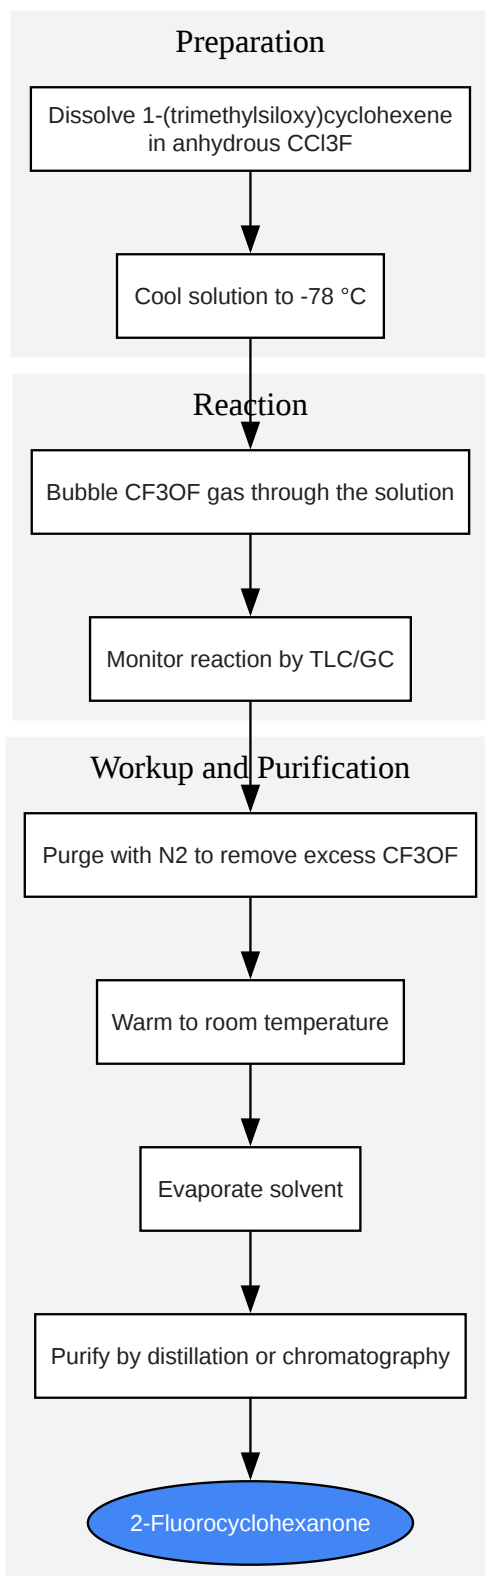 Preparation
Dissolve 1-(trimethylsiloxy)cyclohexene
in anhydrous CCl3F
Cool solution to -78 °C
Reaction
Bubble CF3OF gas through the solution
Monitor reaction by TLC/GC
Workup and Purification
Purge with N2 to remove excess CF3OF
Warm to room temperature
Evaporate solvent
Purify by distillation or chromatography
2-Fluorocyclohexanone